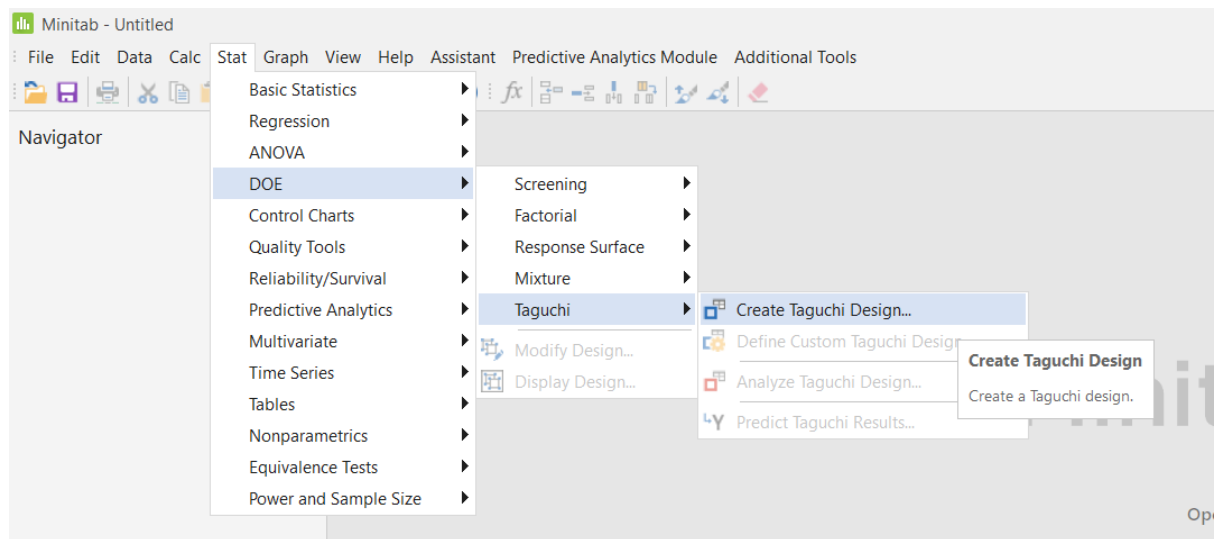 Minitab - Untitled
File Edit Data Calc Stat Graph View Help Assistant Predictive Analytics Module Additional Tools
fx
Navigator
Basic Statistics
Regression
ANOVA
DOE
Control Charts
Quality Tools
Reliability/Survival
Predictive Analytics
Multivariate
Time Series
Tables
Nonparametrics
Equivalence Tests
Power and Sample Size
Screening
Factorial
Response Surface
Mixture
Taguchi
Modify Design...
Display Design...
Create Taguchi Design...
Define Custom Taguchi Design
Analyze Taguchi Design...
Predict Taguchi Results...
Create Taguchi Design
Create a Taguchi design.